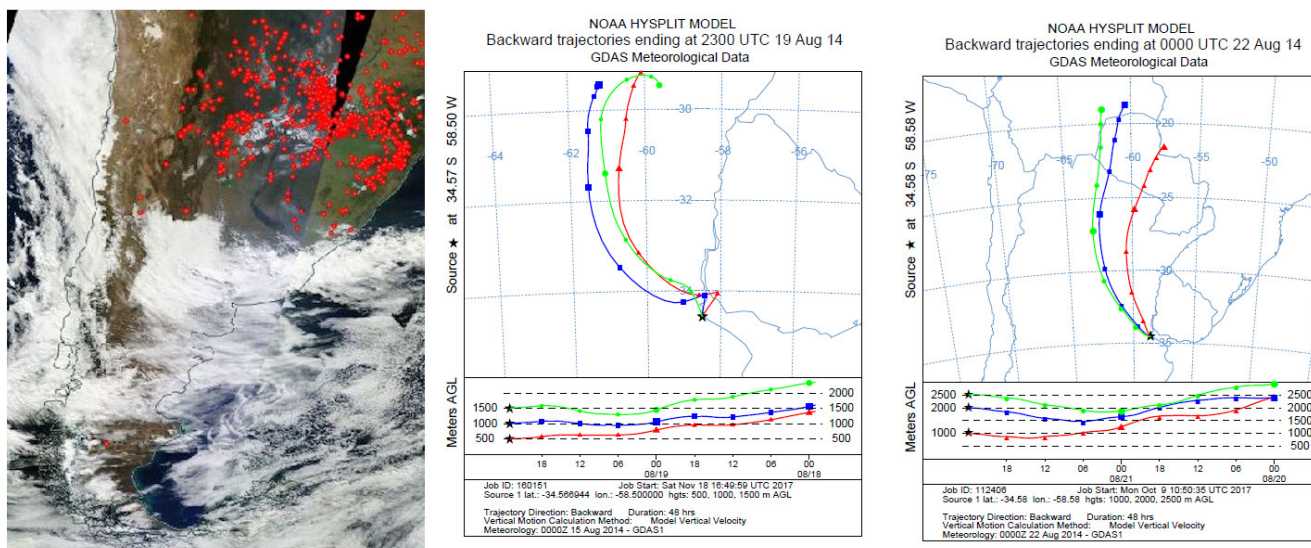 NOAA HYSPLIT MODEL
Backward trajectories ending at 2300 UTC 19 Aug 14
GDAS Meteorological Data
Source ★ at 34.57 S 58.50 W
-64
-62
-60
-58
-56
-30
-32
Meters AGL
2000
1500
1500
1000
1000
500
500
18
12
06
00
18
12
06
00
08/19
08/18
Job ID: 160151 Job Start: Sat Nov 18 16:49:59 UTC 2017
Source 1 lat.: -34.566944 lon.: -58.500000 hgts: 500, 1000, 1500 m AGL
Trajectory Direction: Backward Duration: 48 hrs
Vertical Motion Calculation Method: Model Vertical Velocity
Meteorology: 0000Z 15 Aug 2014 - GDAS1
NOAA HYSPLIT MODEL
Backward trajectories ending at 0000 UTC 22 Aug 14
GDAS Meteorological Data
Source ★ at 34.58 S 58.58 W
-75
-70
-65
-60
-55
-50
-20
-25
-30
-35
Meters AGL
2500
2500
2000
2000
1500
1000
1000
500
18
12
06
00
18
12
06
00
08/21
08/20
Job ID: 112406 Job Start: Mon Oct 9 10:50:35 UTC 2017
Source 1 lat.: -34.58 lon.: -58.58 hgts: 1000, 2000, 2500 m AGL
Trajectory Direction: Backward Duration: 48 hrs
Vertical Motion Calculation Method: Model Vertical Velocity
Meteorology: 0000Z 22 Aug 2014 - GDAS1